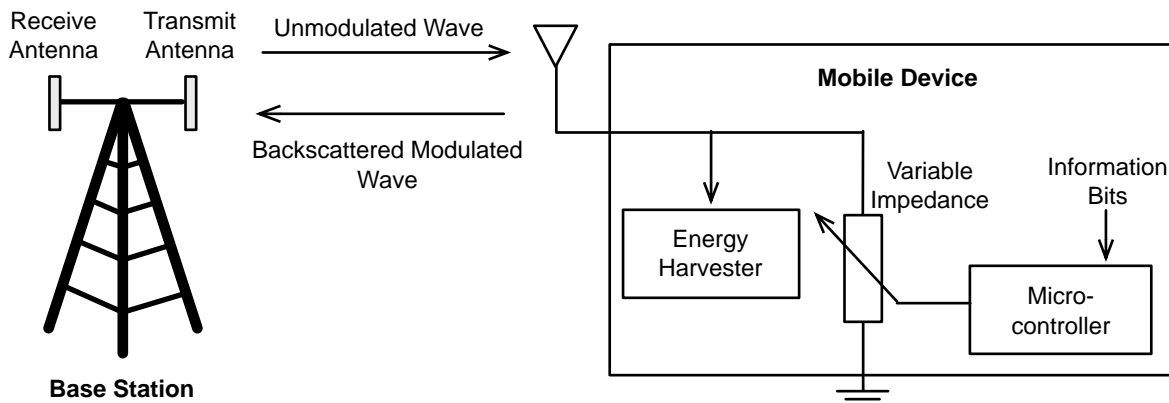 Receive
Antenna
Transmit
Antenna
Unmodulated Wave
Backscattered Modulated
Wave
Base Station
Mobile Device
Energy
Harvester
Variable
Impedance
Information
Bits
Micro-
controller